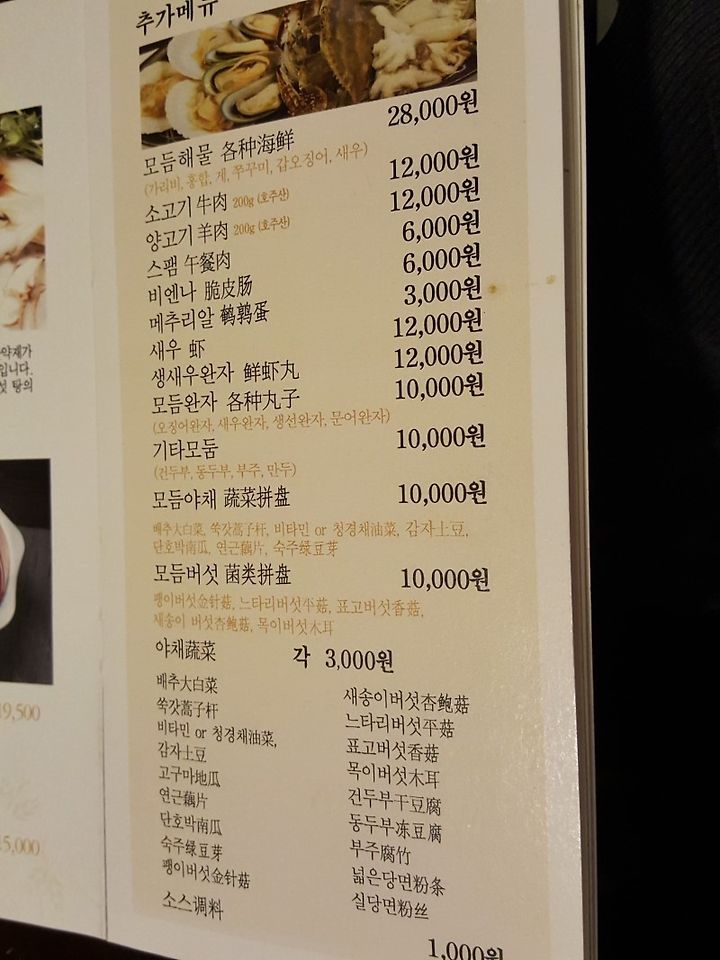 추가메뉴
모듬해물 各种海鲜 28,000원
(가리비, 홍합, 게, 쭈꾸미, 갑오징어, 새우)
소고기 牛肉 200g (호주산) 12,000원
양고기 羊肉 200g (호주산) 12,000원
스팸 午餐肉 6,000원
비엔나 脆皮肠 6,000원
메추리알 鹌鹑蛋 3,000원
새우 虾 12,000원
생새우완자 鲜虾丸 12,000원
모듬완자 各种丸子 10,000원
(오징어완자, 새우완자, 생선완자, 문어완자)
기타모둠 10,000원
(건두부, 동두부, 부주, 만두)
모듬야채 蔬菜拼盘 10,000원
배추大白菜, 쑥갓蒿子杆, 비타민 or 청경채油菜, 감자土豆,
단호박南瓜, 연근藕片, 숙주绿豆芽
모듬버섯 菌类拼盘 10,000원
팽이버섯金针菇, 느타리버섯平菇, 표고버섯香菇,
새송이 버섯杏鲍菇, 목이버섯木耳
야채蔬菜 각 3,000원
배추大白菜
쑥갓蒿子杆
비타민 or 청경채油菜,
감자土豆
고구마地瓜
연근藕片
단호박南瓜
숙주绿豆芽
팽이버섯金针菇
새송이버섯杏鲍菇
느타리버섯平菇
표고버섯香菇
목이버섯木耳
건두부干豆腐
동두부冻豆腐
부주腐竹
넓은당면粉条
실당면粉丝
소스调料 1,000원
약재가
입니다.
섯 탕의
9,500
5,000